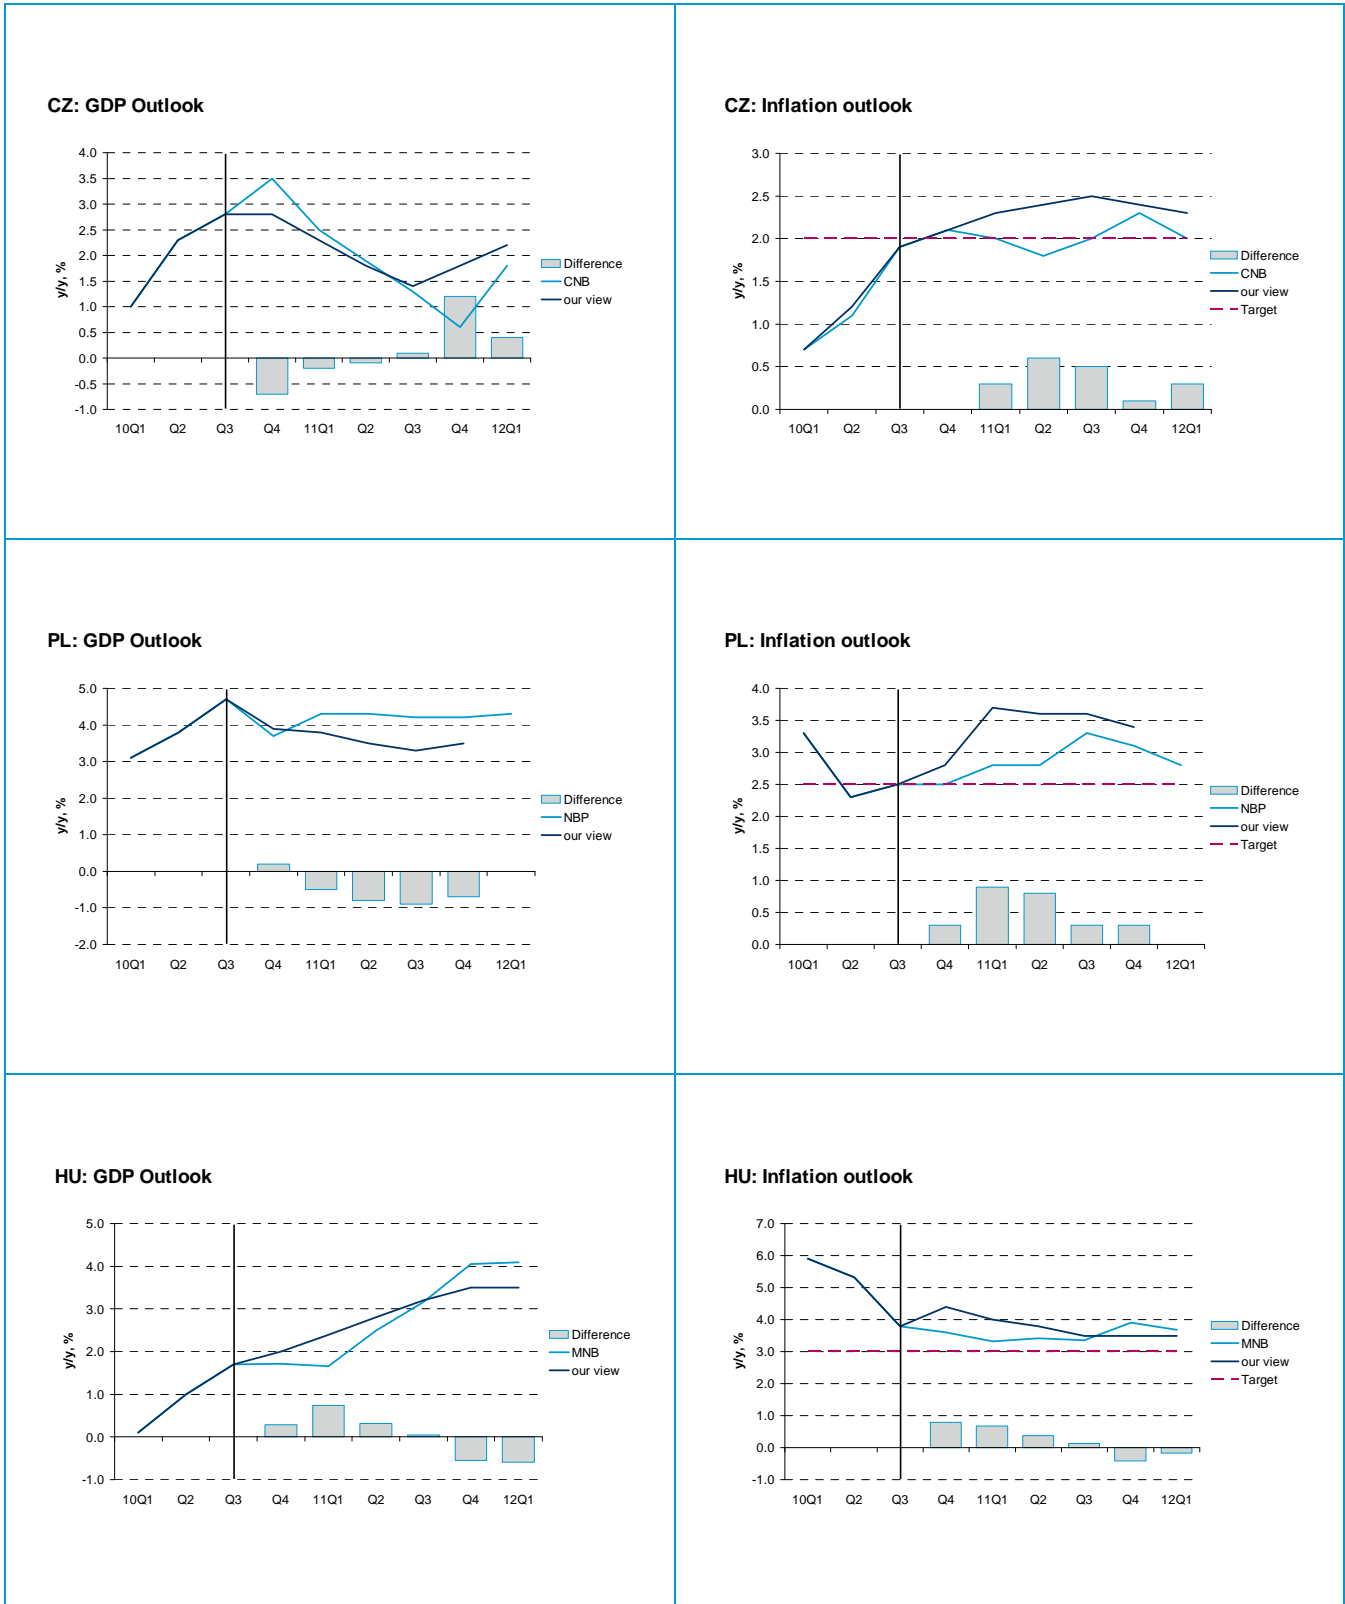 CZ: GDP Outlook
4.0
3.5
3.0
2.5
2.0
1.5
1.0
0.5
0.0
-0.5
-1.0
y/y, %
10Q1 Q2 Q3 Q4 11Q1 Q2 Q3 Q4 12Q1
Difference
CNB
our view
CZ: Inflation outlook
3.0
2.5
2.0
1.5
1.0
0.5
0.0
y/y, %
10Q1 Q2 Q3 Q4 11Q1 Q2 Q3 Q4 12Q1
Difference
CNB
our view
Target
PL: GDP Outlook
5.0
4.0
3.0
2.0
1.0
0.0
-1.0
-2.0
y/y, %
10Q1 Q2 Q3 Q4 11Q1 Q2 Q3 Q4 12Q1
Difference
NBP
our view
PL: Inflation outlook
4.0
3.5
3.0
2.5
2.0
1.5
1.0
0.5
0.0
y/y, %
10Q1 Q2 Q3 Q4 11Q1 Q2 Q3 Q4 12Q1
Difference
NBP
our view
Target
HU: GDP Outlook
5.0
4.0
3.0
2.0
1.0
0.0
-1.0
y/y, %
10Q1 Q2 Q3 Q4 11Q1 Q2 Q3 Q4 12Q1
Difference
MNB
our view
HU: Inflation outlook
7.0
6.0
5.0
4.0
3.0
2.0
1.0
0.0
-1.0
y/y, %
10Q1 Q2 Q3 Q4 11Q1 Q2 Q3 Q4 12Q1
Difference
MNB
our view
Target